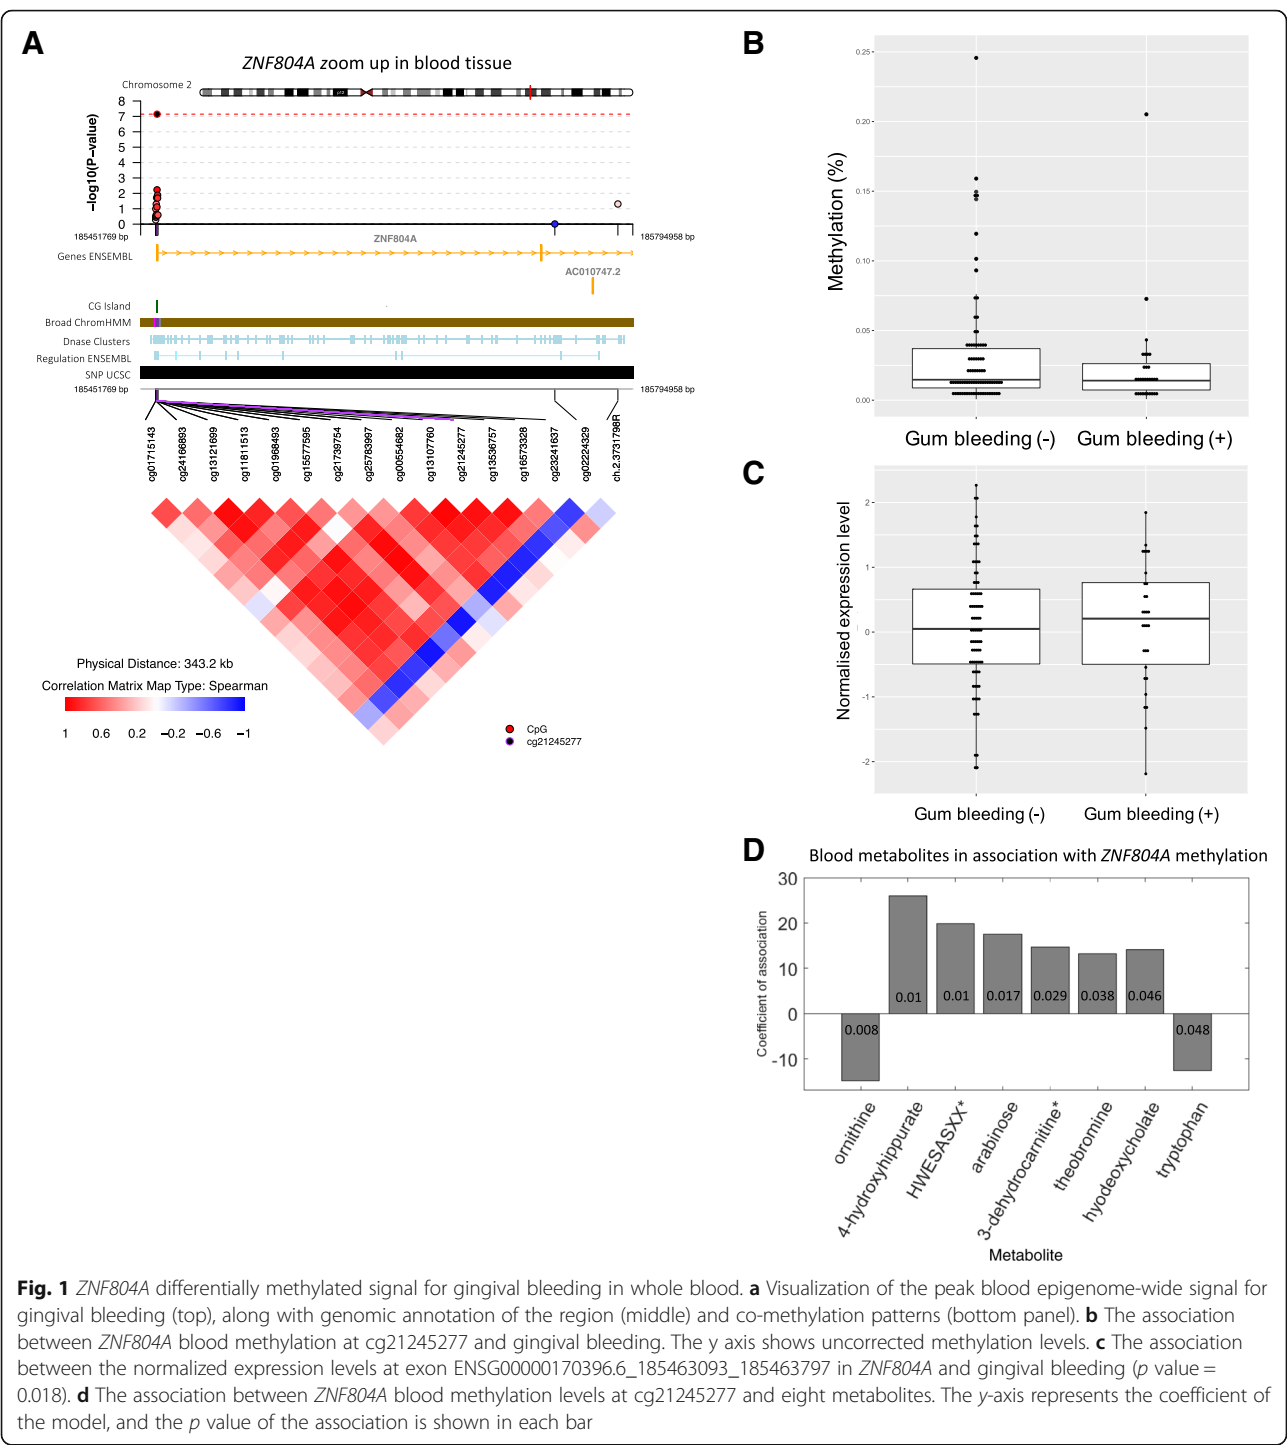 A
ZNF804A zoom up in blood tissue
Chromosome 2
8
7
6
5
4
3
2
1
0
−log10(P−value)
185451769 bp
185794958 bp
ZNF804A
Genes ENSEMBL
AC010747.2
CG Island
Broad ChromHMM
Dnase Clusters
Regulation ENSEMBL
SNP UCSC
185451769 bp
185794958 bp
cg01715143
cg24166893
cg13121699
cg11811513
cg01968493
cg15577595
cg21739754
cg25783997
cg00554682
cg13107760
cg21245277
cg13536757
cg16573328
cg23241637
cg02224329
ch.2.3731798R
Physical Distance: 343.2 kb
Correlation Matrix Map Type: Spearman
1 0.6 0.2 −0.2 −0.6 −1
CpG
cg21245277
B
0.25
0.20
0.15
0.10
0.05
0.00
Methylation (%)
Gum bleeding (-) Gum bleeding (+)
C
2
1
0
-1
-2
Normalised expression level
Gum bleeding (-) Gum bleeding (+)
D
Blood metabolites in association with ZNF804A methylation
30
20
10
0
-10
Coefficient of association
0.008
0.01
0.01
0.017
0.029
0.038
0.046
0.048
ornithine
4-hydroxyhippurate
HWESASXX*
arabinose
3-dehydrocarnitine*
theobromine
hyodeoxycholate
tryptophan
Metabolite
Fig. 1 ZNF804A differentially methylated signal for gingival bleeding in whole blood. a Visualization of the peak blood epigenome-wide signal for
gingival bleeding (top), along with genomic annotation of the region (middle) and co-methylation patterns (bottom panel). b The association
between ZNF804A blood methylation at cg21245277 and gingival bleeding. The y axis shows uncorrected methylation levels. c The association
between the normalized expression levels at exon ENSG00000170396.6_185463093_185463797 in ZNF804A and gingival bleeding (p value =
0.018). d The association between ZNF804A blood methylation levels at cg21245277 and eight metabolites. The y-axis represents the coefficient of
the model, and the p value of the association is shown in each bar